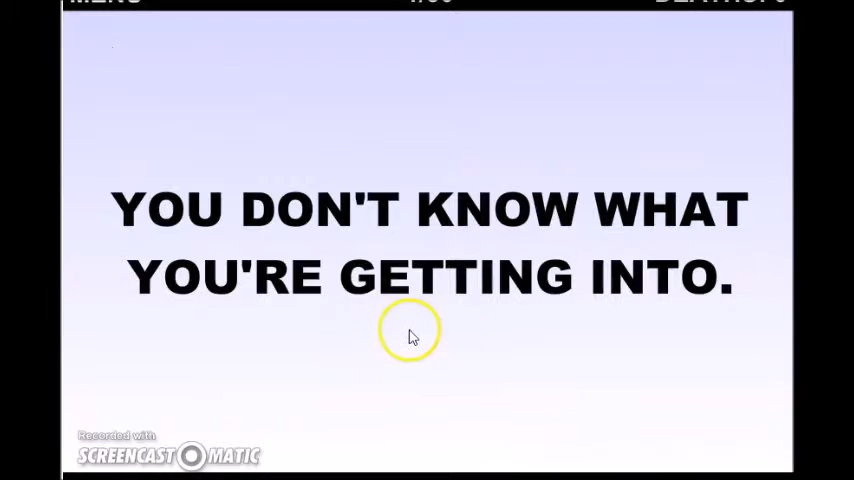 YOU DON'T KNOW WHAT
YOU'RE GETTING INTO.
Recorded with
SCREENCAST MATIC